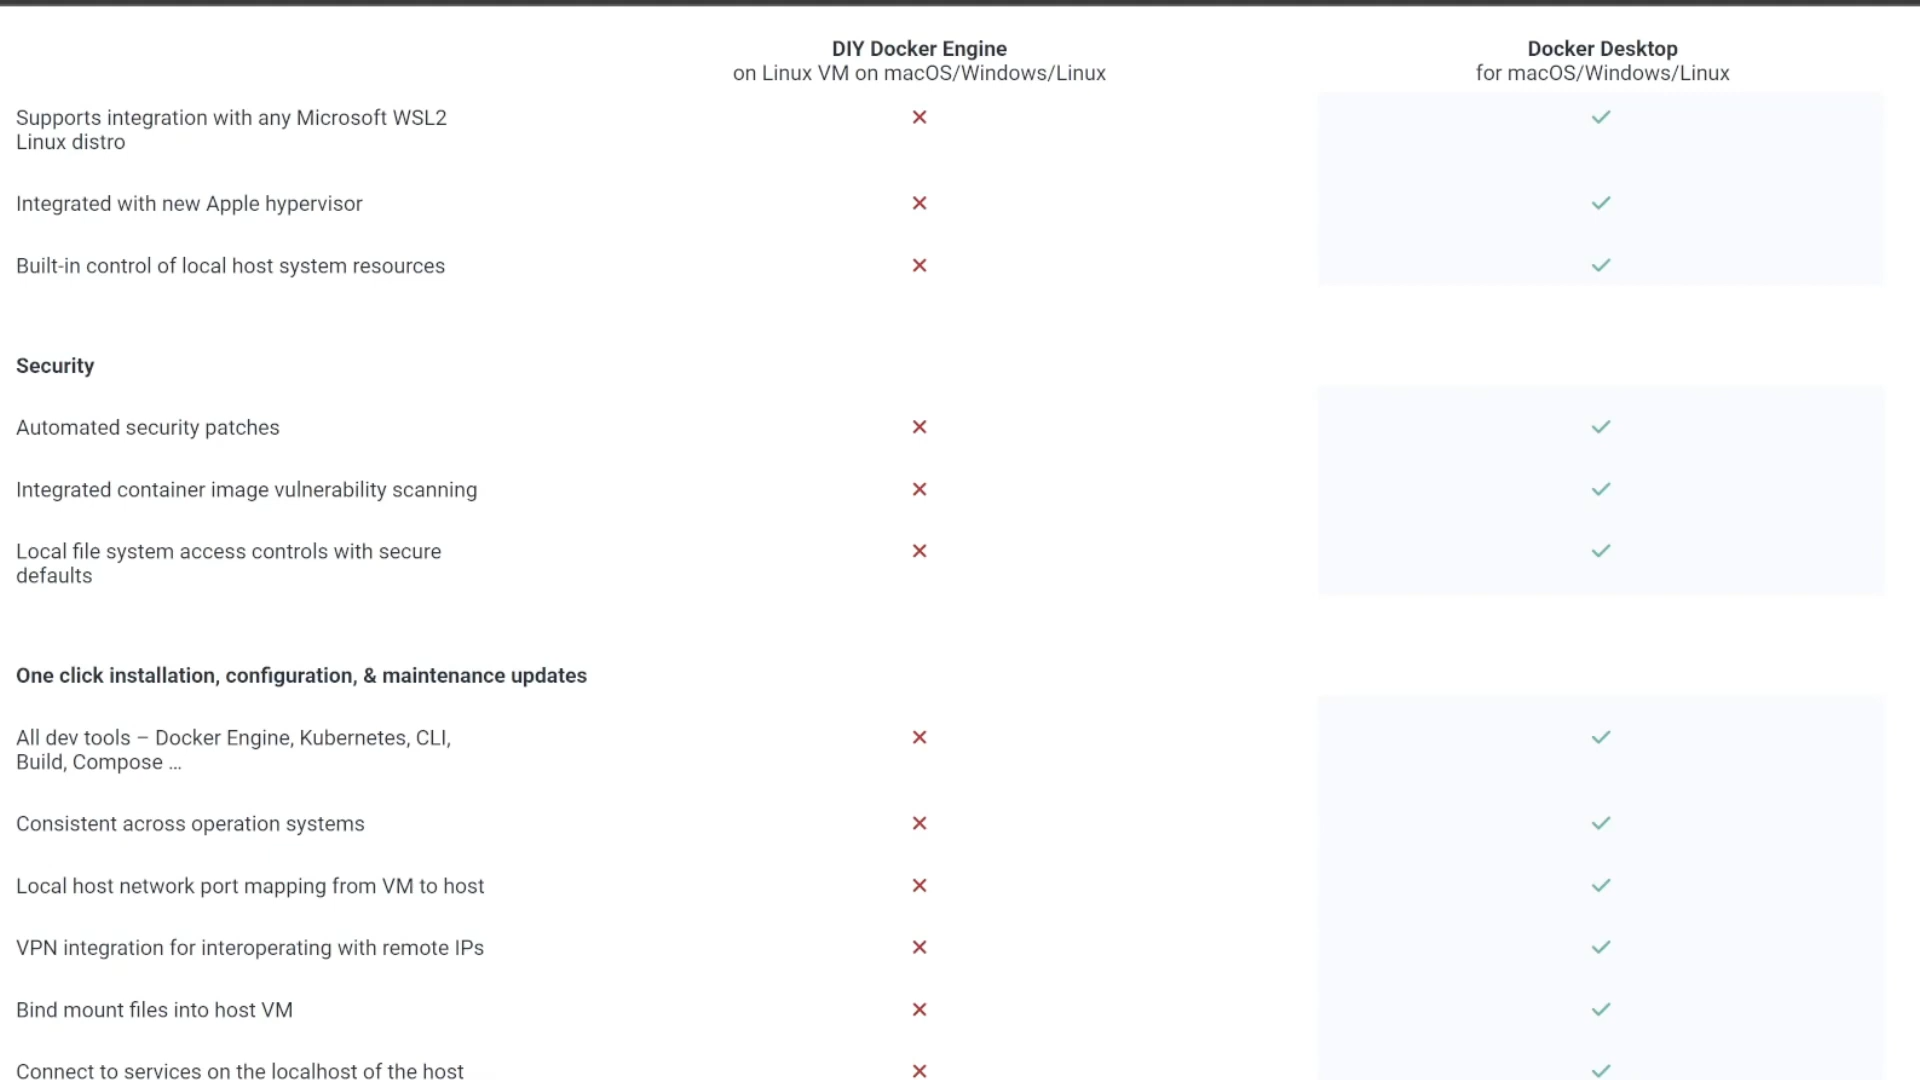 DIY Docker Engine
on Linux VM on macOS/Windows/Linux
Docker Desktop
for macOS/Windows/Linux
Supports integration with any Microsoft WSL2
Linux distro
Integrated with new Apple hypervisor
Built-in control of local host system resources
Security
Automated security patches
Integrated container image vulnerability scanning
Local file system access controls with secure
defaults
One click installation, configuration, & maintenance updates
All dev tools – Docker Engine, Kubernetes, CLI,
Build, Compose ...
Consistent across operation systems
Local host network port mapping from VM to host
VPN integration for interoperating with remote IPs
Bind mount files into host VM
Connect to services on the localhost of the host